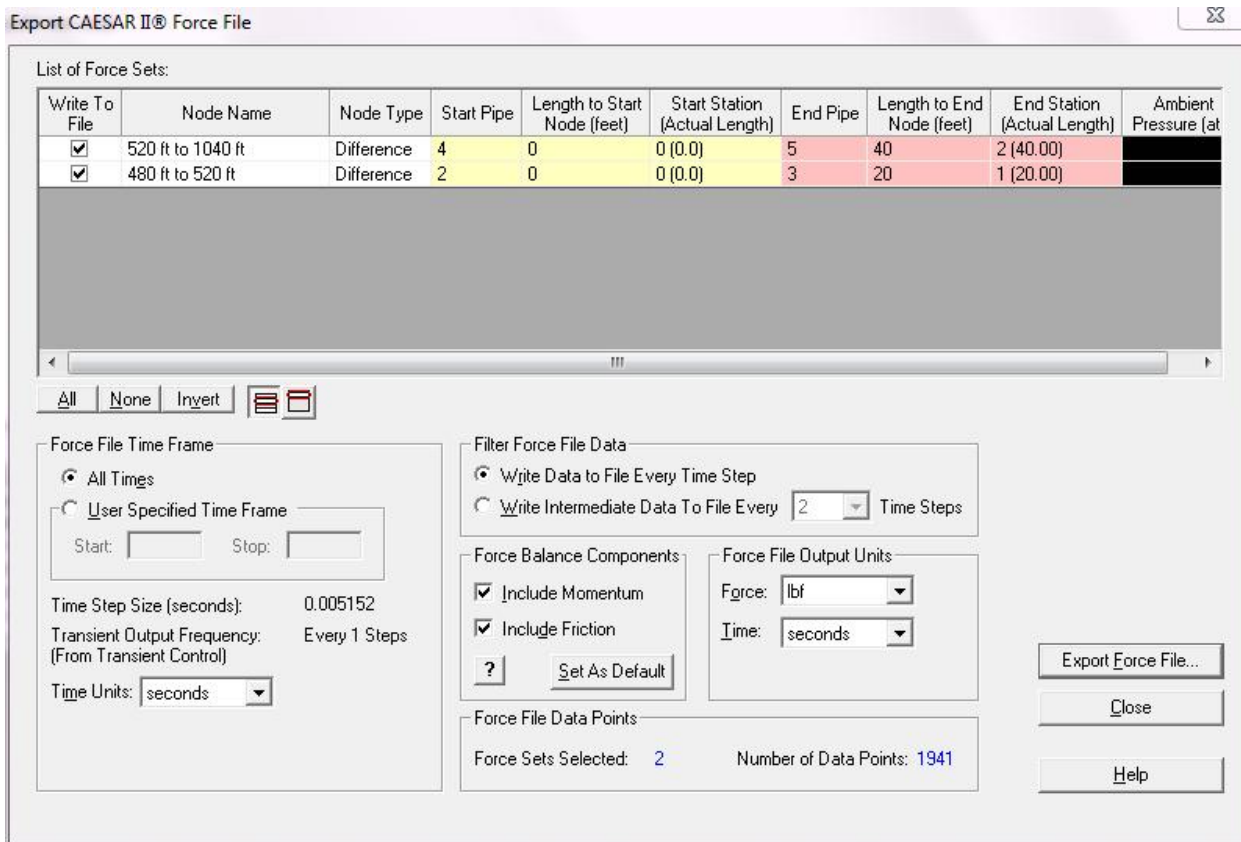 Export CAESAR II® Force File
List of Force Sets:
Write To File Node Name Node Type Start Pipe Length to Start Node (feet) Start Station (Actual Length) End Pipe Length to End Node (feet) End Station (Actual Length) Ambient Pressure (at
520 ft to 1040 ft Difference 4 0 0 (0.0) 5 40 2 (40.00)
480 ft to 520 ft Difference 2 0 0 (0.0) 3 20 1 (20.00)
All None Invert
Force File Time Frame
All Times
User Specified Time Frame
Start: Stop:
Time Step Size (seconds): 0.005152
Transient Output Frequency: Every 1 Steps
(From Transient Control)
Time Units: seconds
Filter Force File Data
Write Data to File Every Time Step
Write Intermediate Data To File Every 2 Time Steps
Force Balance Components
Include Momentum
Include Friction
? Set As Default
Force File Output Units
Force: lbf
Time: seconds
Force File Data Points
Force Sets Selected: 2 Number of Data Points: 1941
Export Force File...
Close
Help